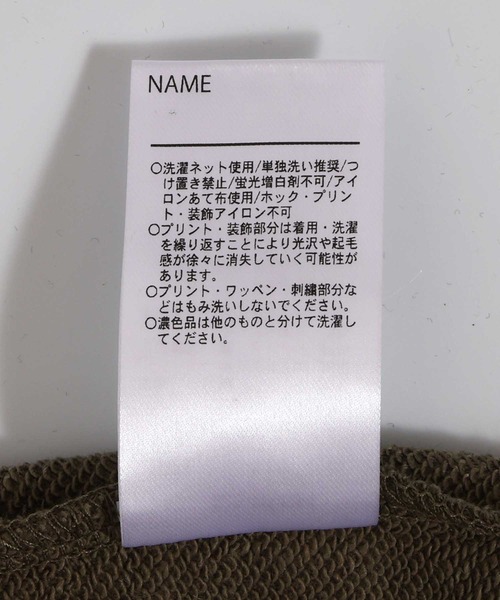 NAME
○洗濯ネット使用/単独洗い推奨/つ
け置き禁止/蛍光増白剤不可/アイ
ロンあて布使用/ホック・プリン
ト・装飾アイロン不可
○プリント・装飾部分は着用・洗濯
を繰り返すことにより光沢や起毛
感が徐々に消失していく可能性が
あります。
○プリント・ワッペン・刺繍部分な
どはもみ洗いしないでください。
○濃色品は他のものと分けて洗濯し
てください。